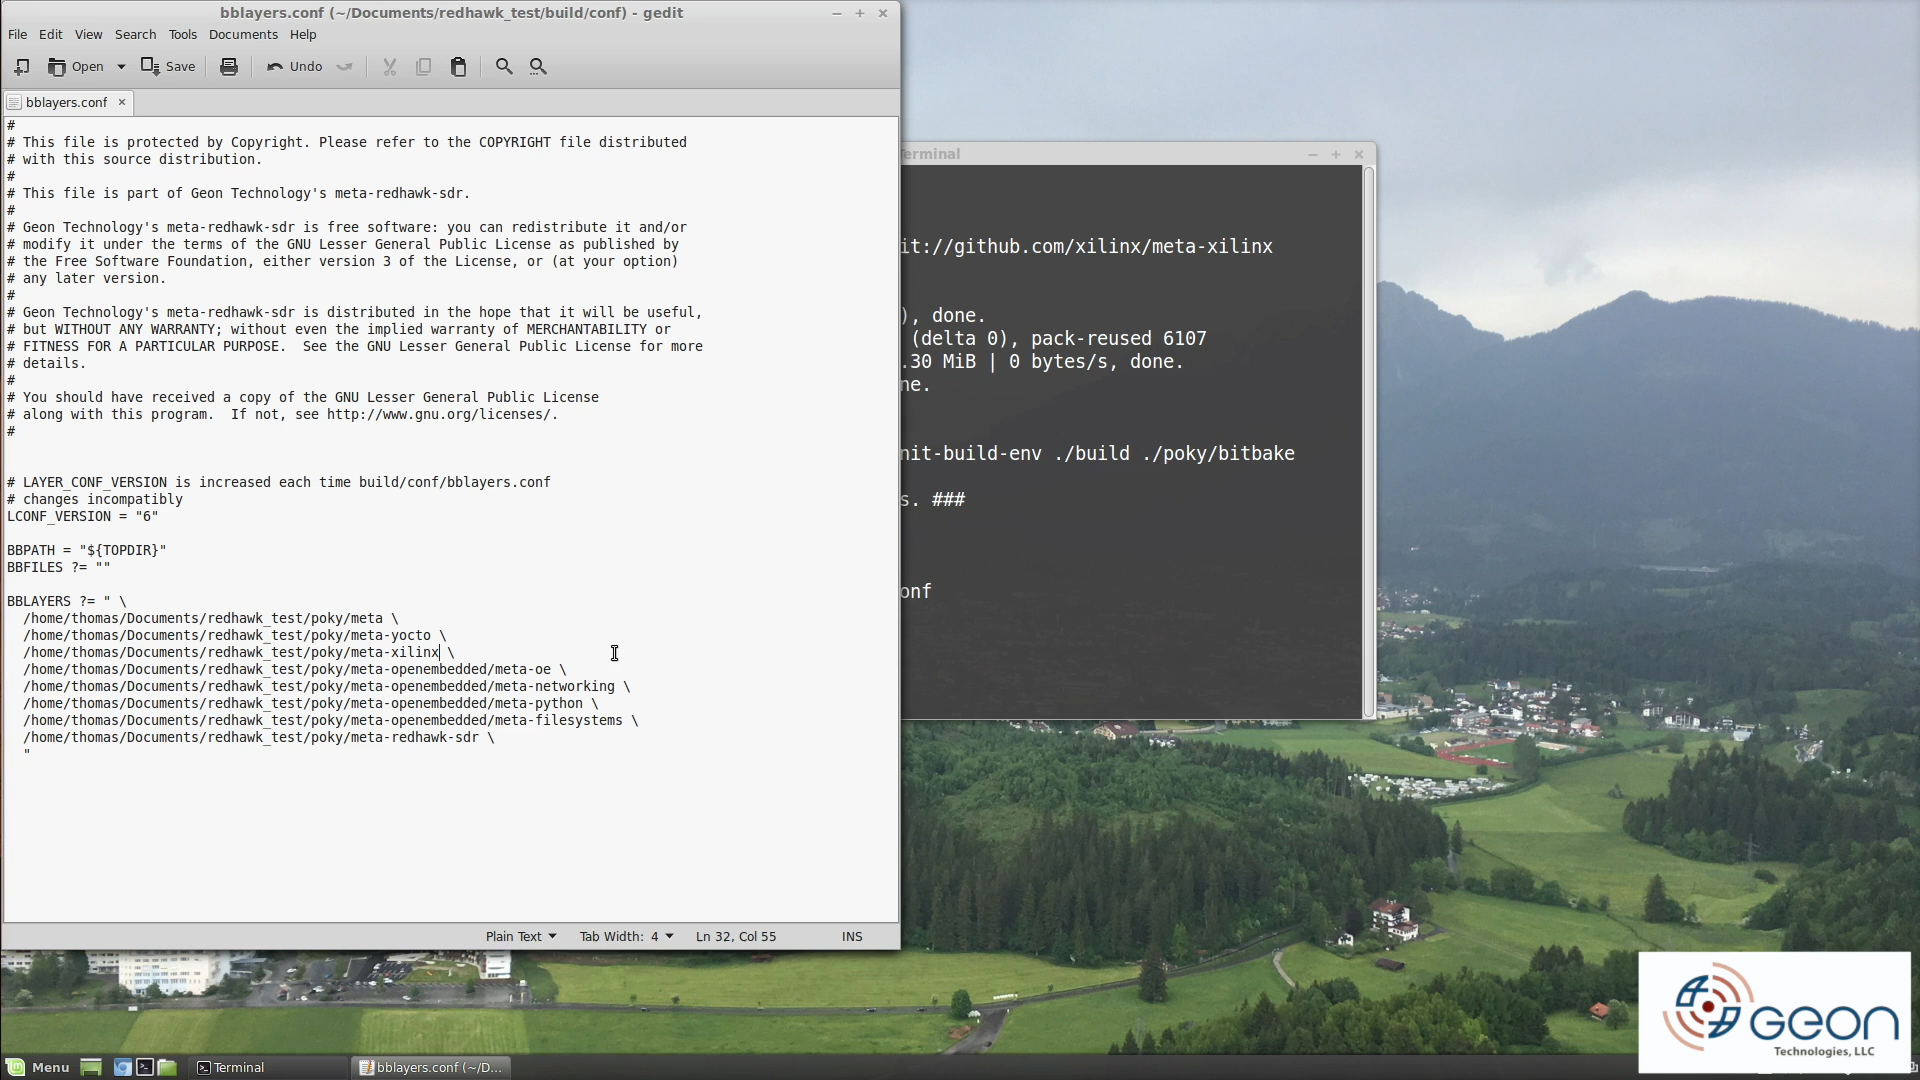 bblayers.conf (~/Documents/redhawk_test/build/conf) - gedit
File Edit View Search Tools Documents Help
Open Save Undo
bblayers.conf
#
# This file is protected by Copyright. Please refer to the COPYRIGHT file distributed
# with this source distribution.
#
# This file is part of Geon Technology's meta-redhawk-sdr.
#
# Geon Technology's meta-redhawk-sdr is free software: you can redistribute it and/or
# modify it under the terms of the GNU Lesser General Public License as published by
# the Free Software Foundation, either version 3 of the License, or (at your option)
# any later version.
#
# Geon Technology's meta-redhawk-sdr is distributed in the hope that it will be useful,
# but WITHOUT ANY WARRANTY; without even the implied warranty of MERCHANTABILITY or
# FITNESS FOR A PARTICULAR PURPOSE.  See the GNU Lesser General Public License for more
# details.
#
# You should have received a copy of the GNU Lesser General Public License
# along with this program.  If not, see http://www.gnu.org/licenses/.
#
# LAYER_CONF_VERSION is increased each time build/conf/bblayers.conf
# changes incompatibly
LCONF_VERSION = "6"
BBPATH = "${TOPDIR}"
BBFILES ?= ""
BBLAYERS ?= " \
/home/thomas/Documents/redhawk_test/poky/meta \
/home/thomas/Documents/redhawk_test/poky/meta-yocto \
/home/thomas/Documents/redhawk_test/poky/meta-xilinx \
/home/thomas/Documents/redhawk_test/poky/meta-openembedded/meta-oe \
/home/thomas/Documents/redhawk_test/poky/meta-openembedded/meta-networking \
/home/thomas/Documents/redhawk_test/poky/meta-openembedded/meta-python \
/home/thomas/Documents/redhawk_test/poky/meta-openembedded/meta-filesystems \
/home/thomas/Documents/redhawk_test/poky/meta-redhawk-sdr \
"
Plain Text Tab Width: 4 Ln 32, Col 55 INS
Terminal
it://github.com/xilinx/meta-xilinx
), done.
(delta 0), pack-reused 6107
.30 MiB | 0 bytes/s, done.
ne.
nit-build-env ./build ./poky/bitbake
s. ###
onf
Menu Terminal bblayers.conf (~/D...
Geon
Technologies, LLC